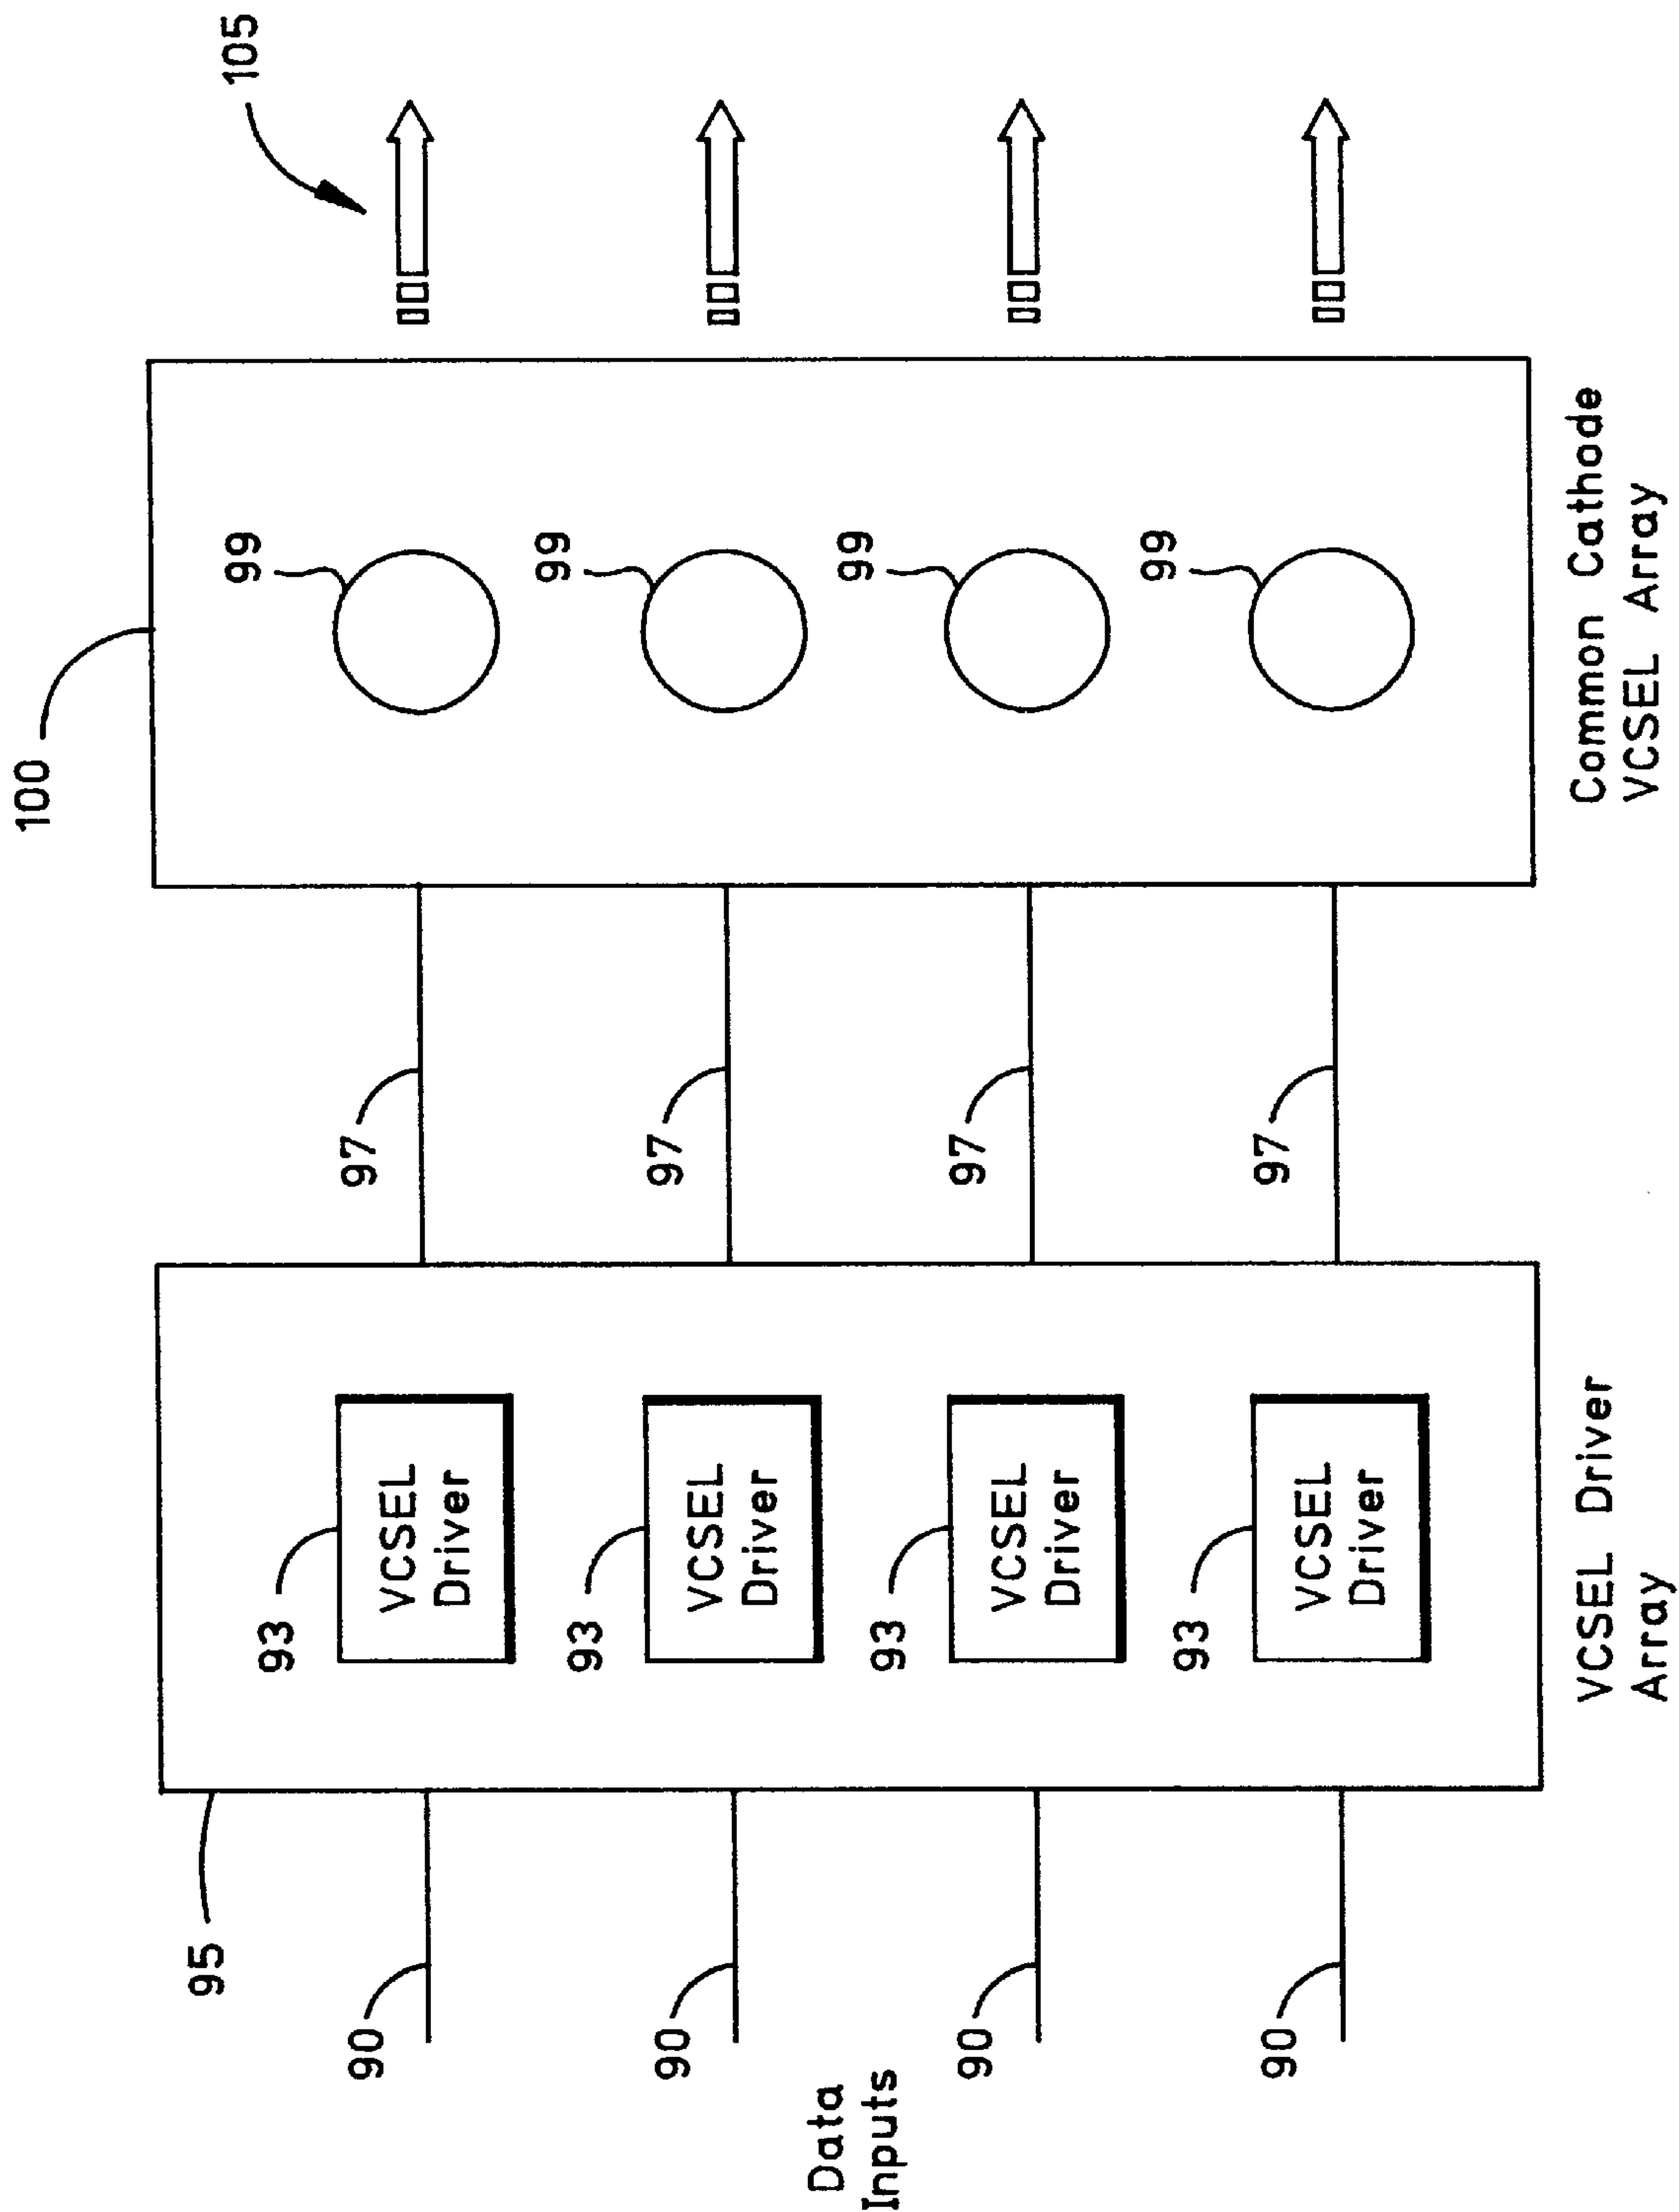 100
105
99
99
99
99
97
97
97
97
95
93
VCSEL
Driver
93
VCSEL
Driver
93
VCSEL
Driver
93
VCSEL
Driver
90
90
90
90
Data
Inputs
VCSEL Driver
Array
Common Cathode
VCSEL Array